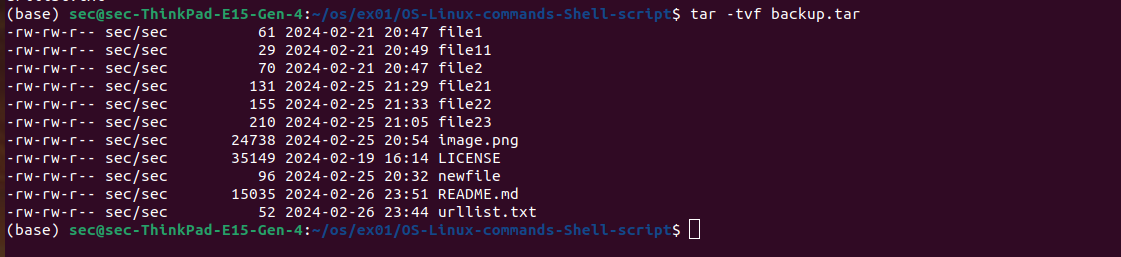 (base) sec@sec-ThinkPad-E15-Gen-4:~/os/ex01/OS-Linux-commands-Shell-script$ tar -tvf backup.tar
-rw-rw-r-- sec/sec          61 2024-02-21 20:47 file1
-rw-rw-r-- sec/sec          29 2024-02-21 20:49 file11
-rw-rw-r-- sec/sec          70 2024-02-21 20:47 file2
-rw-rw-r-- sec/sec         131 2024-02-25 21:29 file21
-rw-rw-r-- sec/sec         155 2024-02-25 21:33 file22
-rw-rw-r-- sec/sec         210 2024-02-25 21:05 file23
-rw-rw-r-- sec/sec       24738 2024-02-25 20:54 image.png
-rw-rw-r-- sec/sec       35149 2024-02-19 16:14 LICENSE
-rw-rw-r-- sec/sec          96 2024-02-25 20:32 newfile
-rw-rw-r-- sec/sec       15035 2024-02-26 23:51 README.md
-rw-rw-r-- sec/sec          52 2024-02-26 23:44 urllist.txt
(base) sec@sec-ThinkPad-E15-Gen-4:~/os/ex01/OS-Linux-commands-Shell-script$